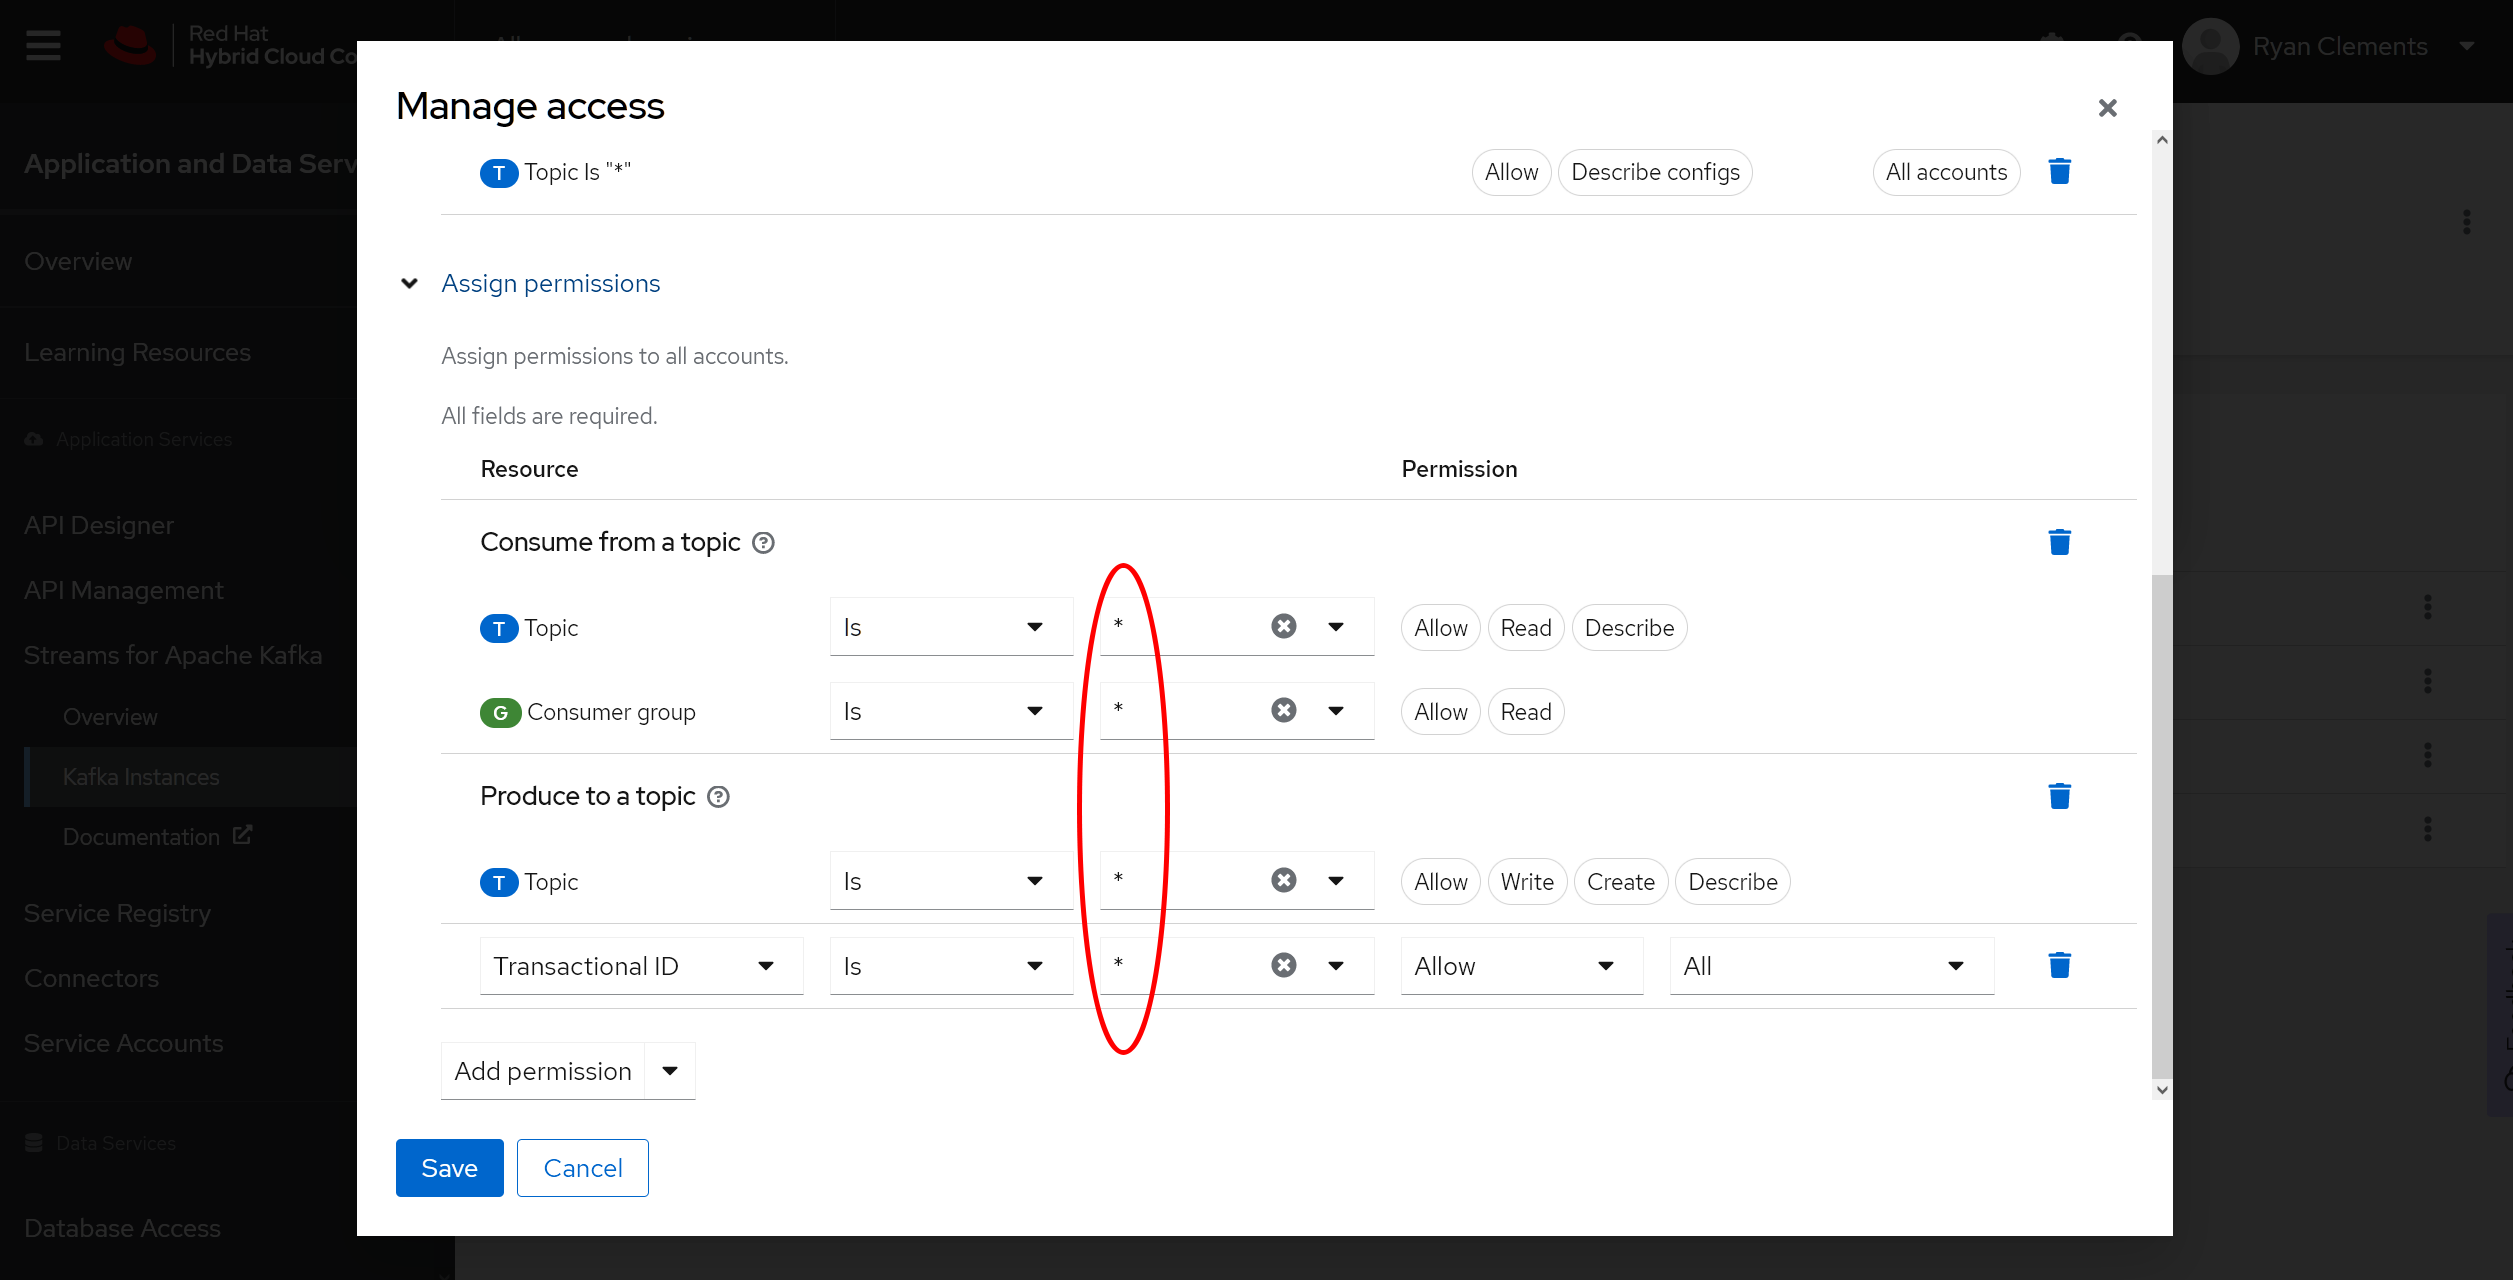 Red Hat
Hybrid Cloud Co
Ryan Clements
Manage access
Application and Data Serv
T Topic Is "*" Allow Describe configs All accounts
Overview
Assign permissions
Learning Resources
Assign permissions to all accounts.
All fields are required.
Application Services
Resource Permission
API Designer
Consume from a topic
API Management
T Topic Is * Allow Read Describe
Streams for Apache Kafka
G Consumer group Is * Allow Read
Overview
Kafka Instances
Produce to a topic
Documentation
T Topic Is * Allow Write Create Describe
Service Registry
Transactional ID Is * Allow All
Connectors
Service Accounts
Add permission
Data Services
Save Cancel
Database Access